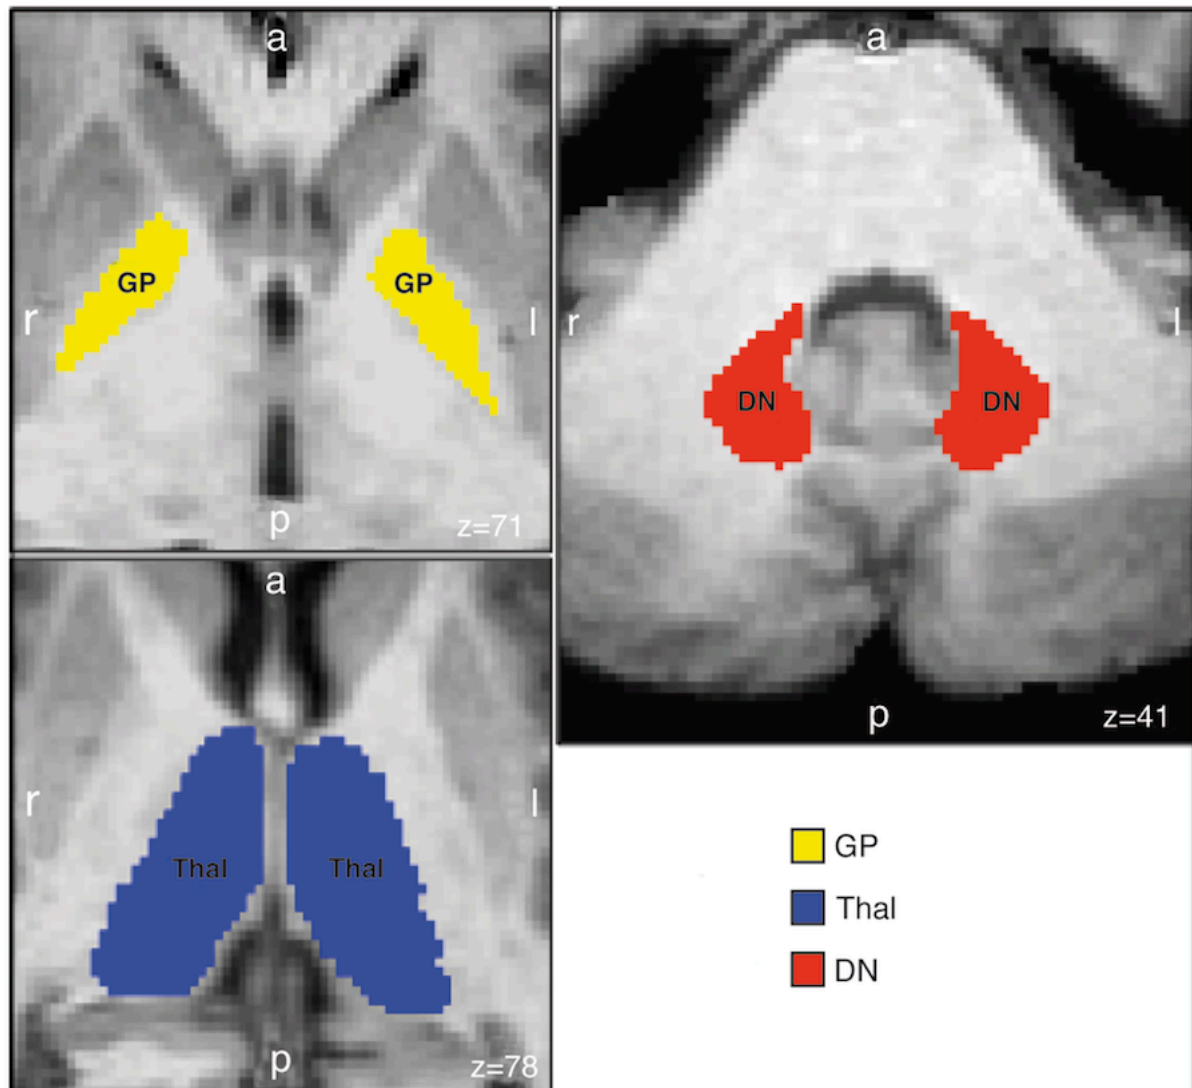 a
GP GP
r l
p
z=71
a
r l
Thal Thal
p
z=78
a
r l
DN DN
p
z=41
GP
Thal
DN